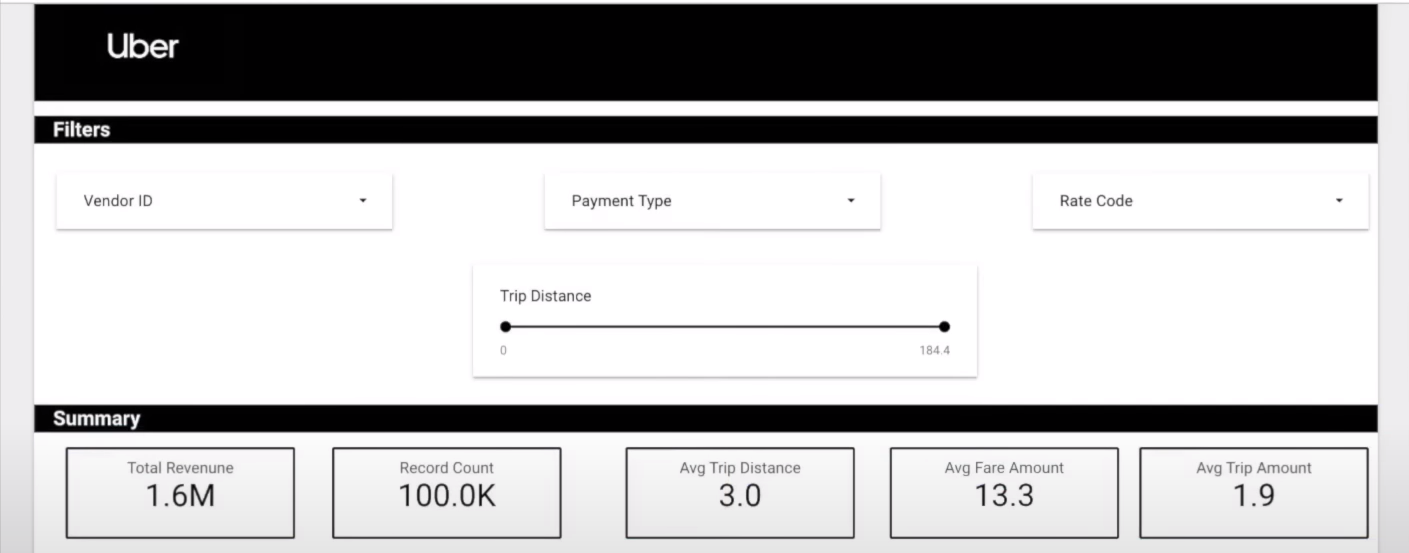 Uber
Filters
Vendor ID
Payment Type
Rate Code
Trip Distance
0
184.4
Summary
Total Revenune
1.6M
Record Count
100.0K
Avg Trip Distance
3.0
Avg Fare Amount
13.3
Avg Trip Amount
1.9